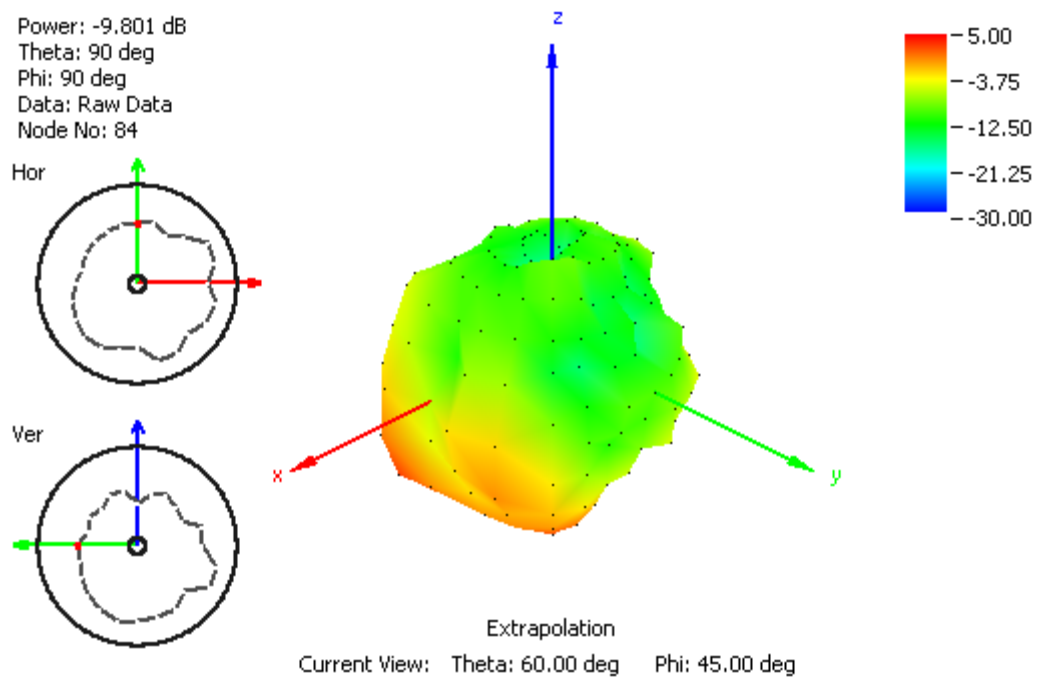 Power: -9.801 dB
Theta: 90 deg
Phi: 90 deg
Data: Raw Data
Node No: 84
Hor
Ver
z
x
y
5.00
-3.75
-12.50
-21.25
-30.00
Extrapolation
Current View: Theta: 60.00 deg Phi: 45.00 deg